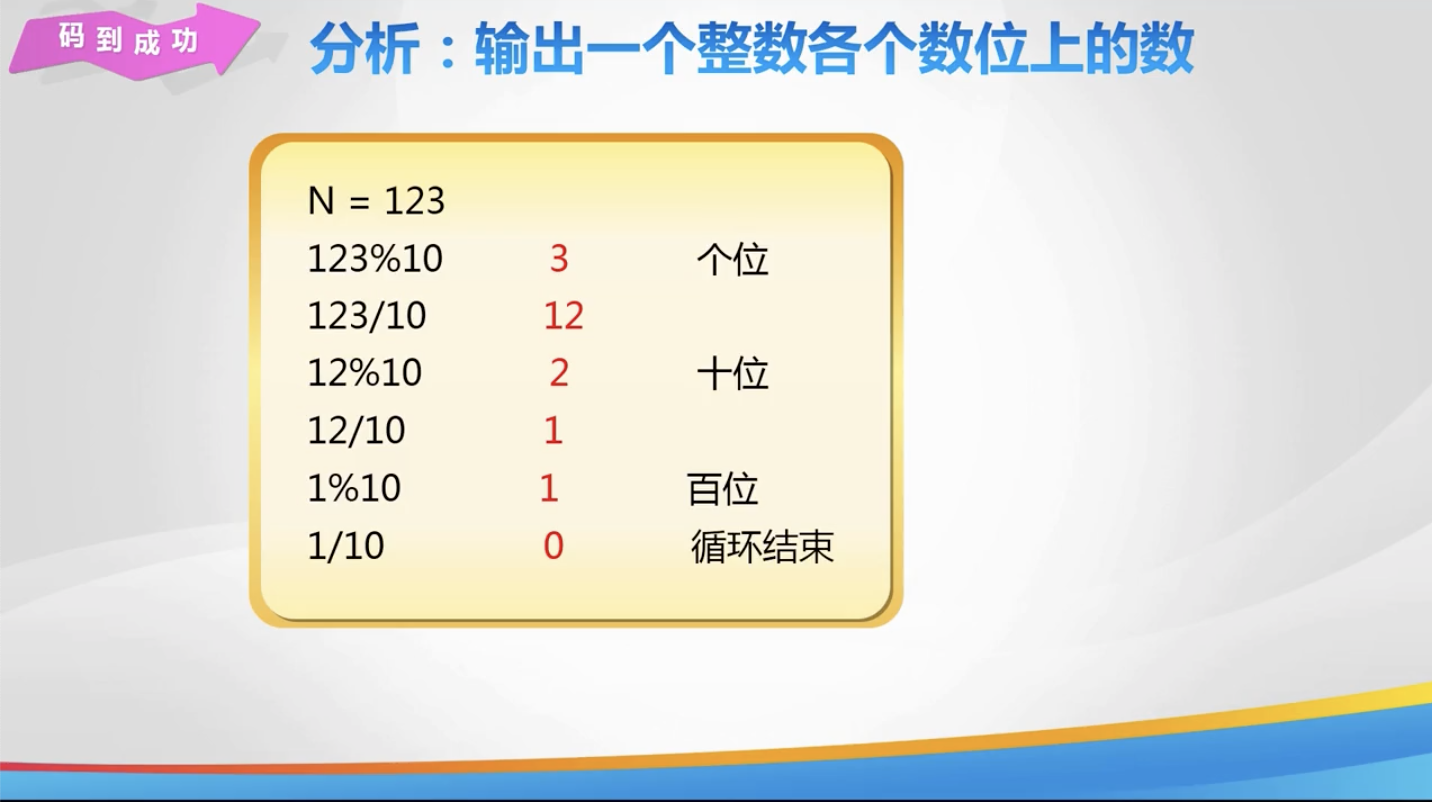 码到成功
分析：输出一个整数各个数位上的数
N = 123
123%10 3 个位
123/10 12
12%10 2 十位
12/10 1
1%10 1 百位
1/10 0 循环结束